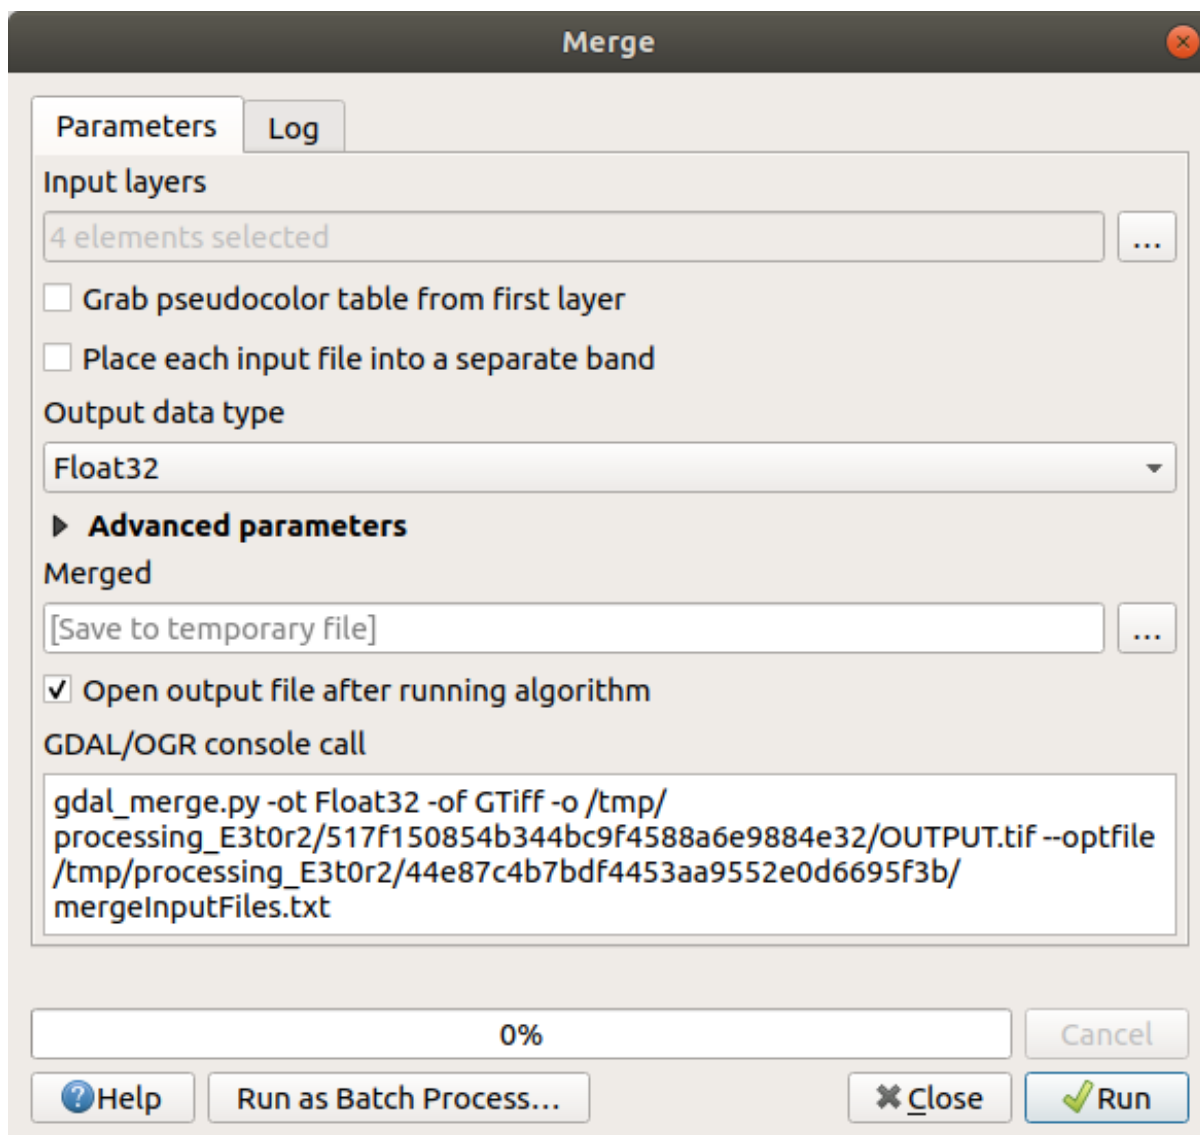 Merge
Parameters
Log
Input layers
4 elements selected
...
Grab pseudocolor table from first layer
Place each input file into a separate band
Output data type
Float32
Advanced parameters
Merged
[Save to temporary file]
...
Open output file after running algorithm
GDAL/OGR console call
gdal_merge.py -ot Float32 -of GTiff -o /tmp/
processing_E3t0r2/517f150854b344bc9f4588a6e9884e32/OUTPUT.tif --optfile
/tmp/processing_E3t0r2/44e87c4b7bdf4453aa9552e0d6695f3b/
mergeInputFiles.txt
0%
Cancel
Help
Run as Batch Process...
Close
Run